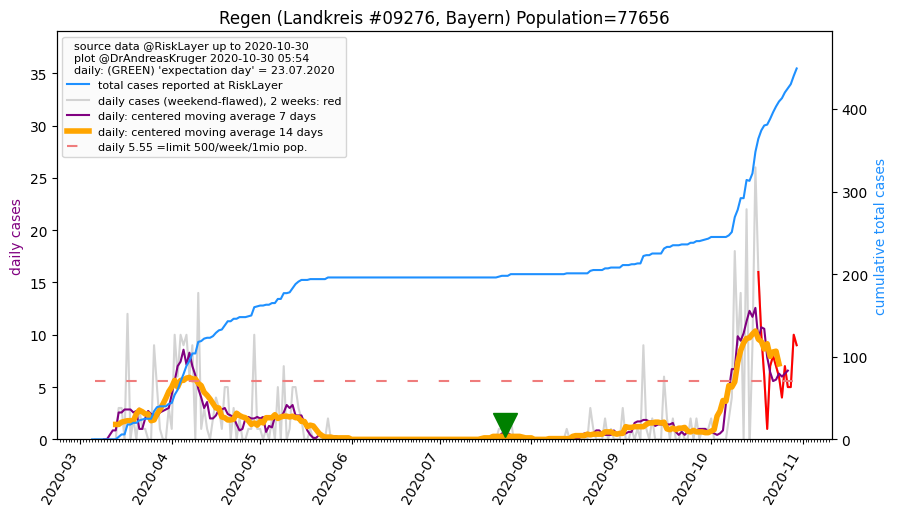 Regen (Landkreis #09276, Bayern) Population=77656
source data @RiskLayer up to 2020-10-30
plot @DrAndreasKruger 2020-10-30 05:54
daily: (GREEN) 'expectation day' = 23.07.2020
total cases reported at RiskLayer
daily cases (weekend-flawed), 2 weeks: red
daily: centered moving average 7 days
daily: centered moving average 14 days
daily 5.55 =limit 500/week/1mio pop.
daily cases
35
30
25
20
15
10
5
0
cumulative total cases
400
300
200
100
0
2020-03
2020-04
2020-05
2020-06
2020-07
2020-08
2020-09
2020-10
2020-11